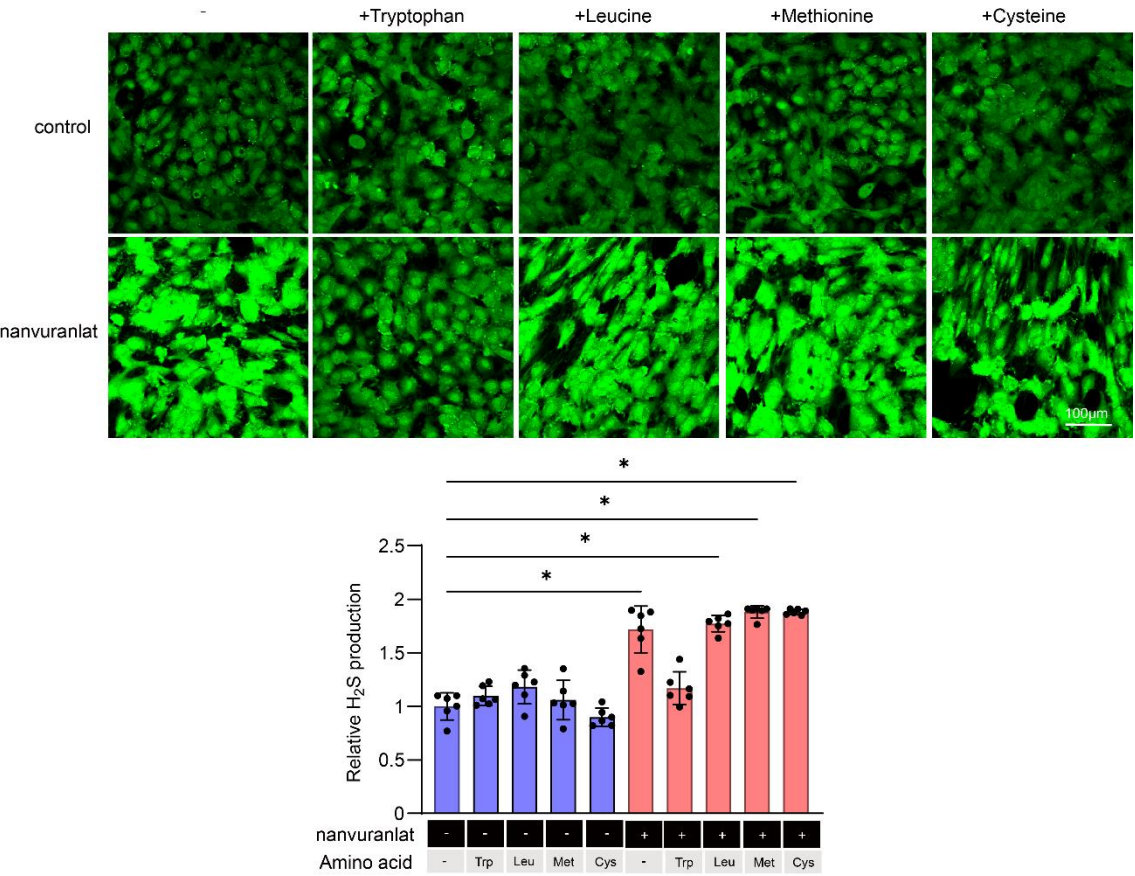 - +Tryptophan +Leucine +Methionine +Cysteine
control
nanvuranlat
100μm
*
*
*
*
2.5
2
1.5
1
0.5
0
Relative H₂S production
nanvuranlat - - - - - + + + + +
Amino acid - Trp Leu Met Cys - Trp Leu Met Cys